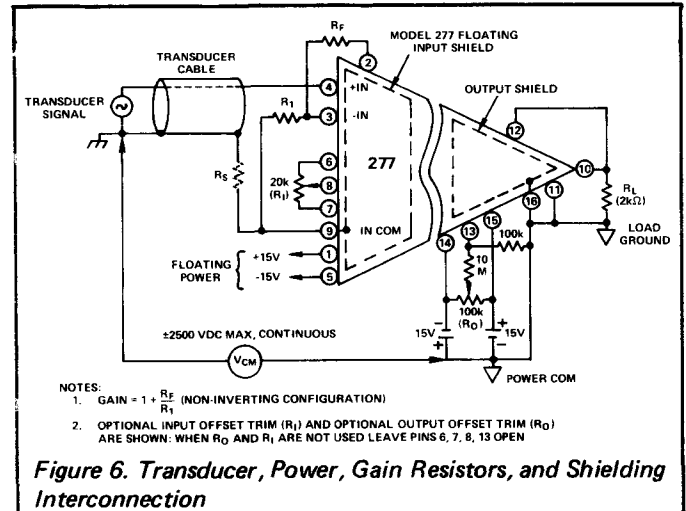 RF
MODEL 277 FLOATING
INPUT SHIELD
TRANSDUCER
CABLE
2
OUTPUT SHIELD
4
+IN
TRANSDUCER
SIGNAL
R1
3
-IN
12
6
277
10
RS
20k
(RI)
8
7
16
11
RL
(2kΩ)
15
9
IN COM
13
100k
LOAD
GROUND
14
FLOATING
POWER
+15V
1
10
M
-15V
5
100k
(RO)
±2500 VDC MAX, CONTINUOUS
15V
15V
VCM
POWER COM
NOTES:
1. GAIN = 1 + RF/R1 (NON-INVERTING CONFIGURATION)
2. OPTIONAL INPUT OFFSET TRIM (RI) AND OPTIONAL OUTPUT OFFSET TRIM (RO)
ARE SHOWN: WHEN RO AND RI ARE NOT USED LEAVE PINS 6, 7, 8, 13 OPEN
Figure 6. Transducer, Power, Gain Resistors, and Shielding
Interconnection